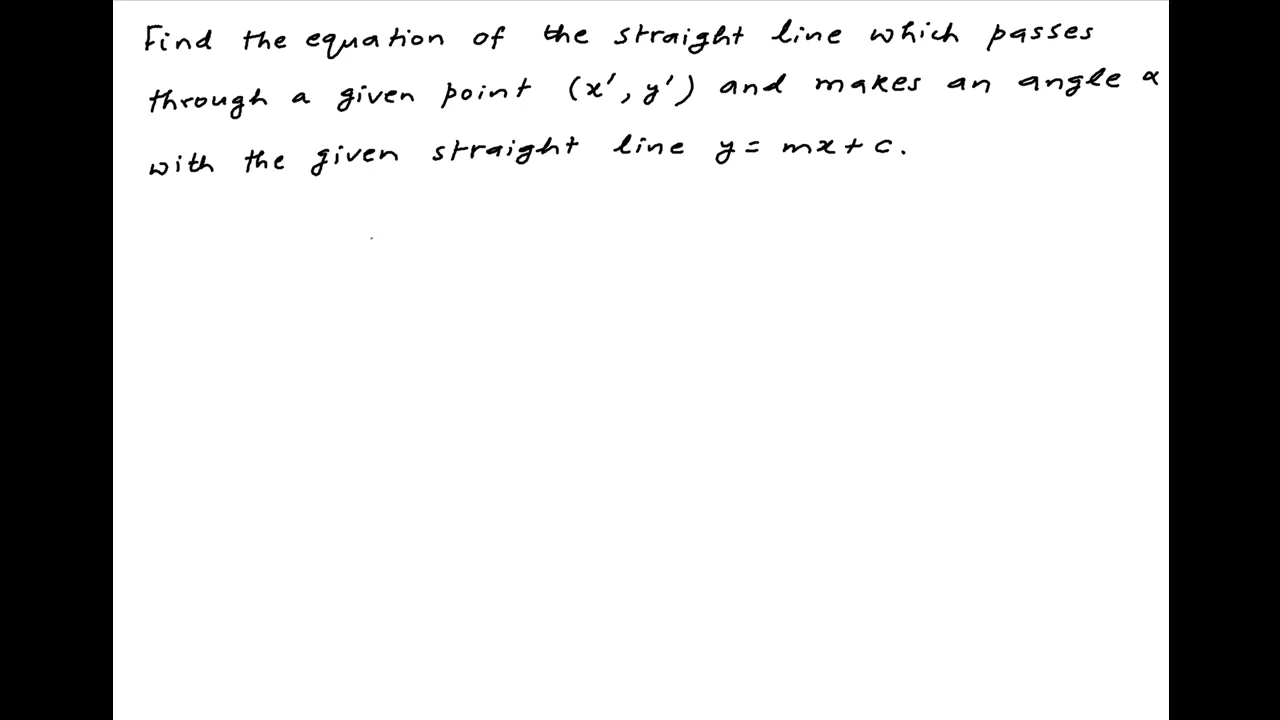 Find the equation of the straight line which passes
through a given point (x', y') and makes an angle α
with the given straight line y = mx + c.